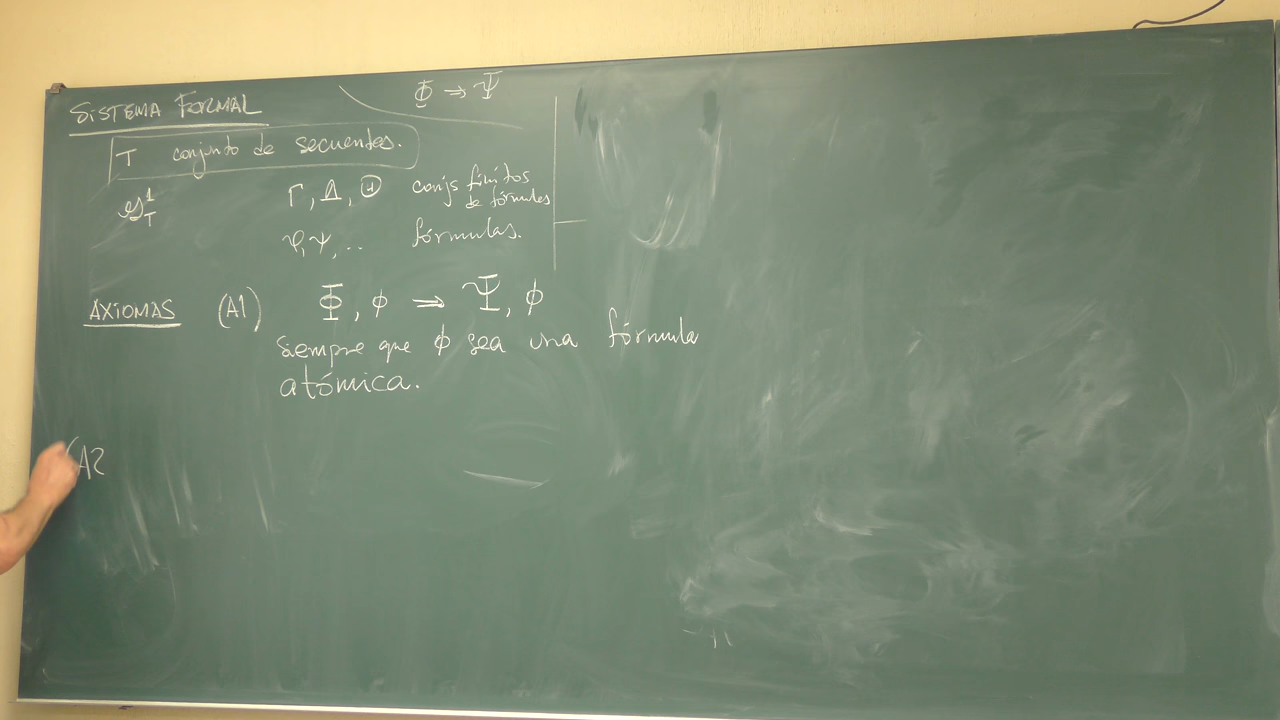 SISTEMA FORMAL
Φ ⇒ Ψ
T conjunto de secuentes.
Γ, Δ, Θ conjs finitos
de fórmulas
φ, ψ, .. fórmulas.
AXIOMAS (A1) Φ, ϕ ⇒ Ψ, ϕ
siempre que ϕ sea una fórmula
atómica.
(A2